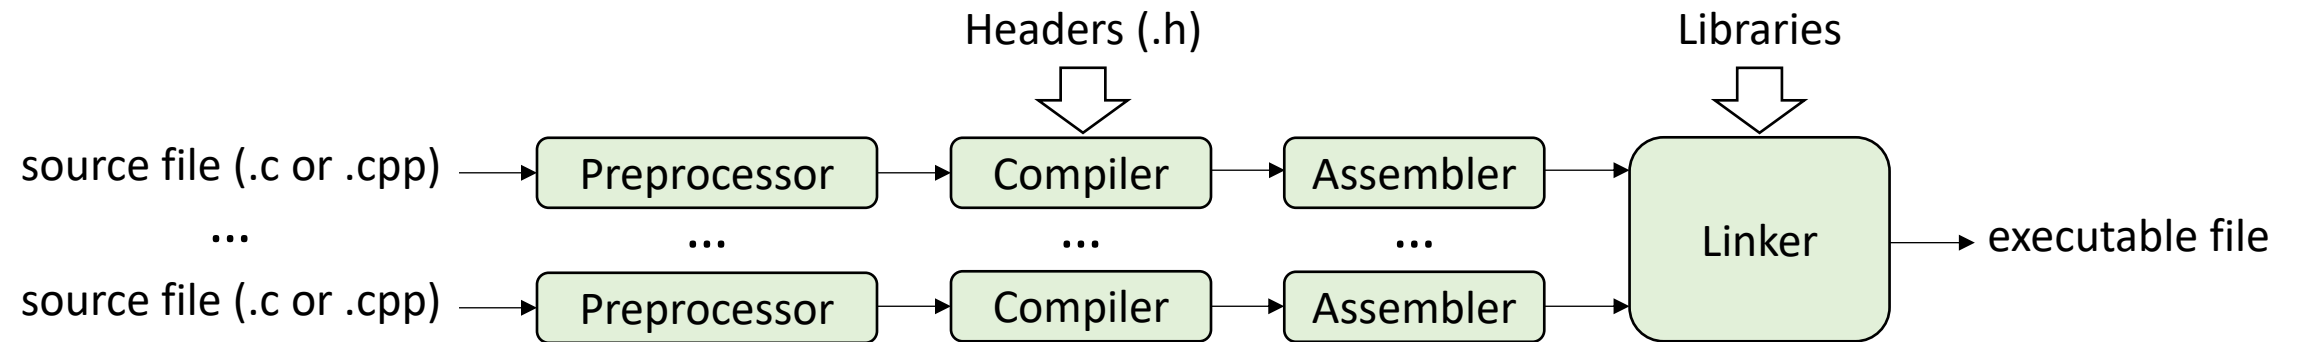 Headers (.h) Libraries
source file (.c or .cpp) Preprocessor Compiler Assembler
... ... ... ... Linker executable file
source file (.c or .cpp) Preprocessor Compiler Assembler